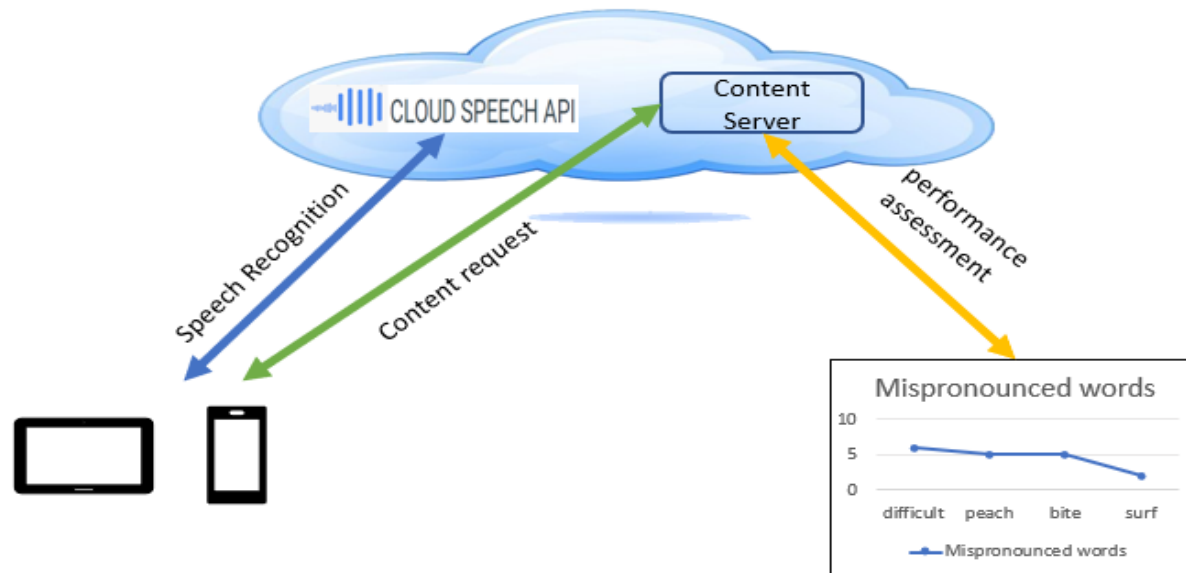 CLOUD SPEECH API
Content
Server
Speech Recognition
Content request
performance
assessment
Mispronounced words
10
5
0
difficult peach bite surf
Mispronounced words